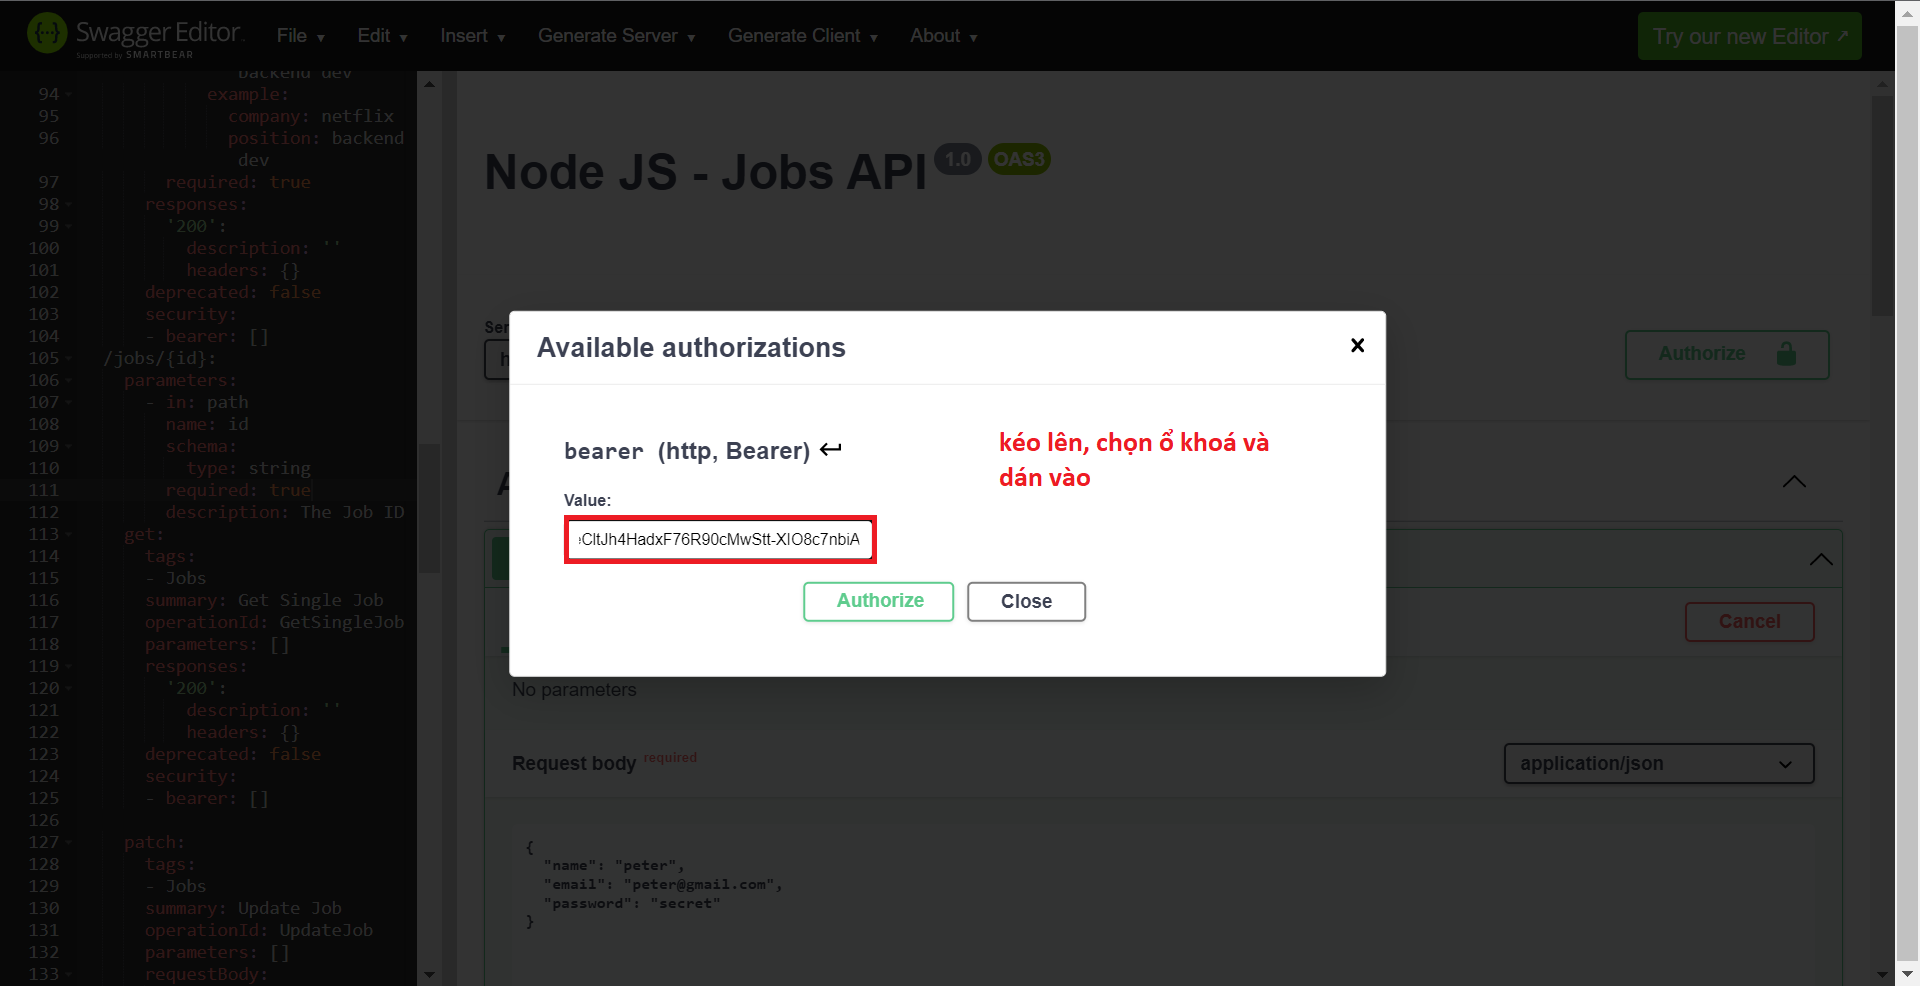 Swagger Editor.
Supported by SMARTBEAR
File
Edit
Insert
Generate Server
Generate Client
About
Try our new Editor ↗
backend dev
94 example:
95 company: netflix
96 position: backend
dev
97 required: true
98 responses:
99 '200':
100 description: ''
101 headers: {}
102 deprecated: false
103 security:
104 - bearer: []
105 /jobs/{id}:
106 parameters:
107 - in: path
108 name: id
109 schema:
110 type: string
111 required: true
112 description: The Job ID
113 get:
114 tags:
115 - Jobs
116 summary: Get Single Job
117 operationId: GetSingleJob
118 parameters: []
119 responses:
120 '200':
121 description: ''
122 headers: {}
123 deprecated: false
124 security:
125 - bearer: []
126
127 patch:
128 tags:
129 - Jobs
130 summary: Update Job
131 operationId: UpdateJob
132 parameters: []
133 requestBody:
Node JS - Jobs API 1.0 OAS3
Ser
h
Authorize
Available authorizations
bearer (http, Bearer)
kéo lên, chọn ổ khoá và
dán vào
Value:
CltJh4HadxF76R90cMwStt-XIO8c7nbiA
Authorize
Close
Cancel
No parameters
Request body required
application/json
{
"name": "peter",
"email": "peter@gmail.com",
"password": "secret"
}